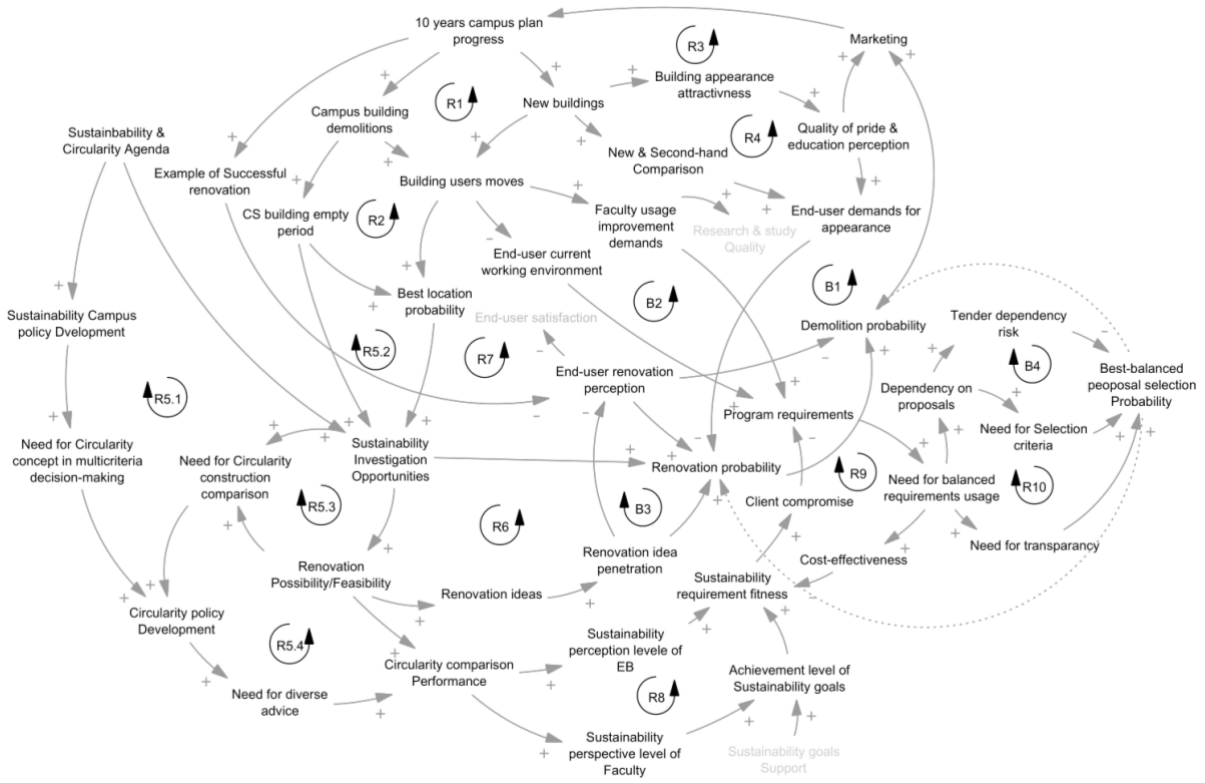 10 years campus plan
progress
Marketing
R3
Building appearance
attractivness
R1
New buildings
Campus building
demolitions
Sustainbability &
Circularity Agenda
R4
Quality of pride &
education perception
New & Second-hand
Comparison
Example of Successful
renovation
Building users moves
CS building empty
period
R2
Faculty usage
improvement
demands
Research & study
Quality
End-user demands for
appearance
End-user current
working environment
B1
B2
Best location
probability
Sustainability Campus
policy Dvelopment
End-user satisfaction
Demolition probability
Tender dependency
risk
R5.2
R7
B4
Best-balanced
peoposal selection
Probability
End-user renovation
perception
Dependency on
proposals
R5.1
Program requirements
Need for Selection
criteria
Need for Circularity
concept in multicriteria
decision-making
Need for Circularity
construction
comparison
Sustainability
Investigation
Opportunities
Renovation probability
R9
Need for balanced
requirements usage
R10
R5.3
R6
B3
Client compromise
Need for transparancy
Renovation idea
penetration
Cost-effectiveness
Renovation
Possibility/Feasibility
Renovation ideas
Sustainability
requirement fitness
Circularity policy
Development
R5.4
Sustainability
perception levele of
EB
Circularity comparison
Performance
Achievement level of
Sustainability goals
Need for diverse
advice
R8
Sustainability
perspective level of
Faculty
Sustainability goals
Support